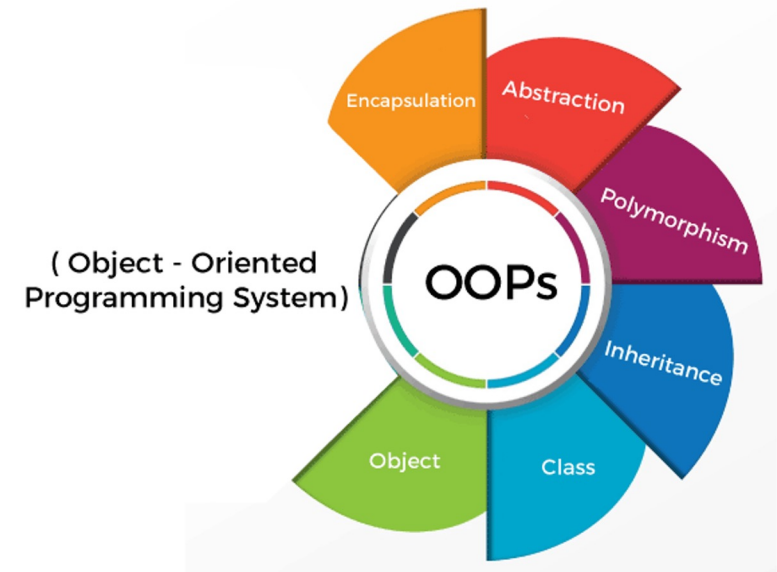 Encapsulation
Abstraction
Polymorphism
( Object - Oriented
Programming System)
OOPs
Inheritance
Object
Class